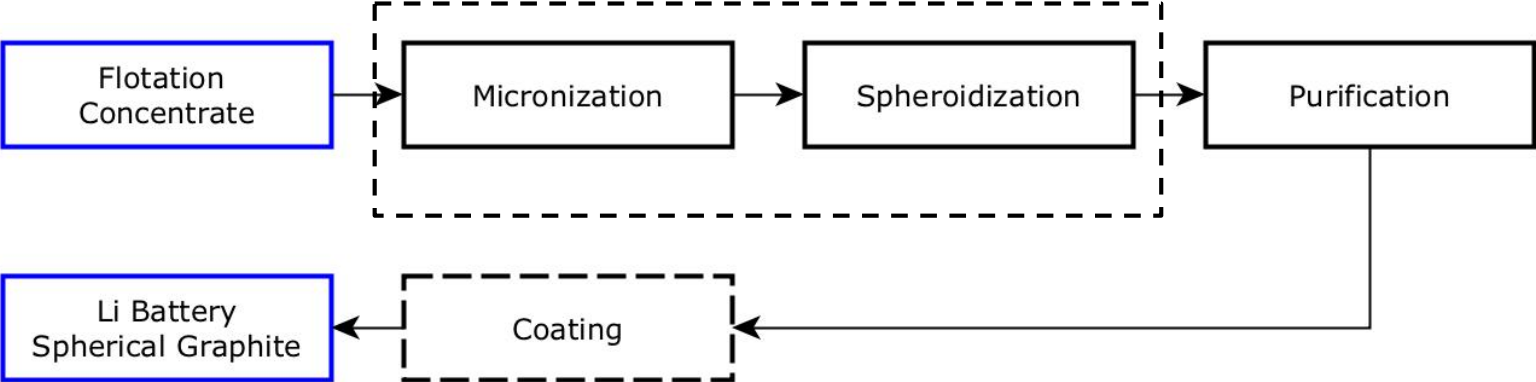 Flotation
Concentrate
Micronization
Spheroidization
Purification
Li Battery
Spherical Graphite
Coating